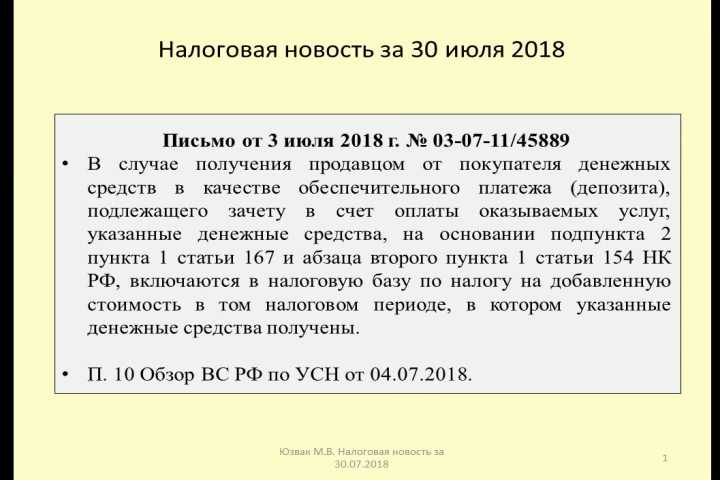 Налоговая новость за 30 июля 2018
Письмо от 3 июля 2018 г. № 03-07-11/45889
• В случае получения продавцом от покупателя денежных
средств в качестве обеспечительного платежа (депозита),
подлежащего зачету в счет оплаты оказываемых услуг,
указанные денежные средства, на основании подпункта 2
пункта 1 статьи 167 и абзаца второго пункта 1 статьи 154 НК
РФ, включаются в налоговую базу по налогу на добавленную
стоимость в том налоговом периоде, в котором указанные
денежные средства получены.
• П. 10 Обзор ВС РФ по УСН от 04.07.2018.
Юзвак М.В. Налоговая новость за
30.07.2018
1